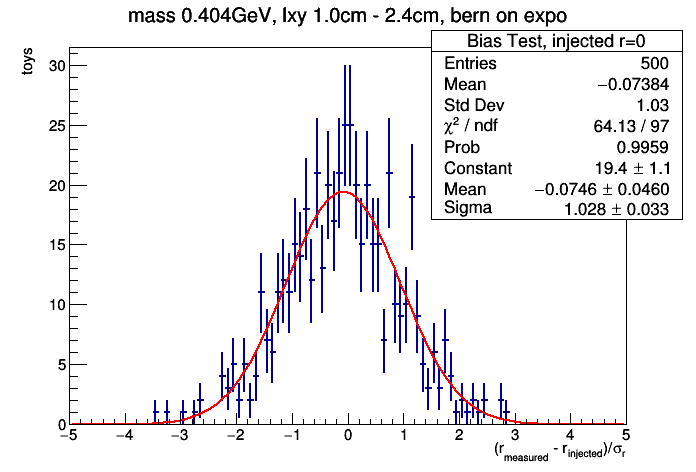 mass 0.404GeV, lxy 1.0cm - 2.4cm, bern on expo
Bias Test, injected r=0
Entries 500
Mean −0.07384
Std Dev 1.03
χ² / ndf 64.13 / 97
Prob 0.9959
Constant 19.4 ± 1.1
Mean −0.0746 ± 0.0460
Sigma 1.028 ± 0.033
toys
30
25
20
15
10
5
0
−5 −4 −3 −2 −1 0 1 2 3 4 5
(r_measured - r_injected)/σ_r